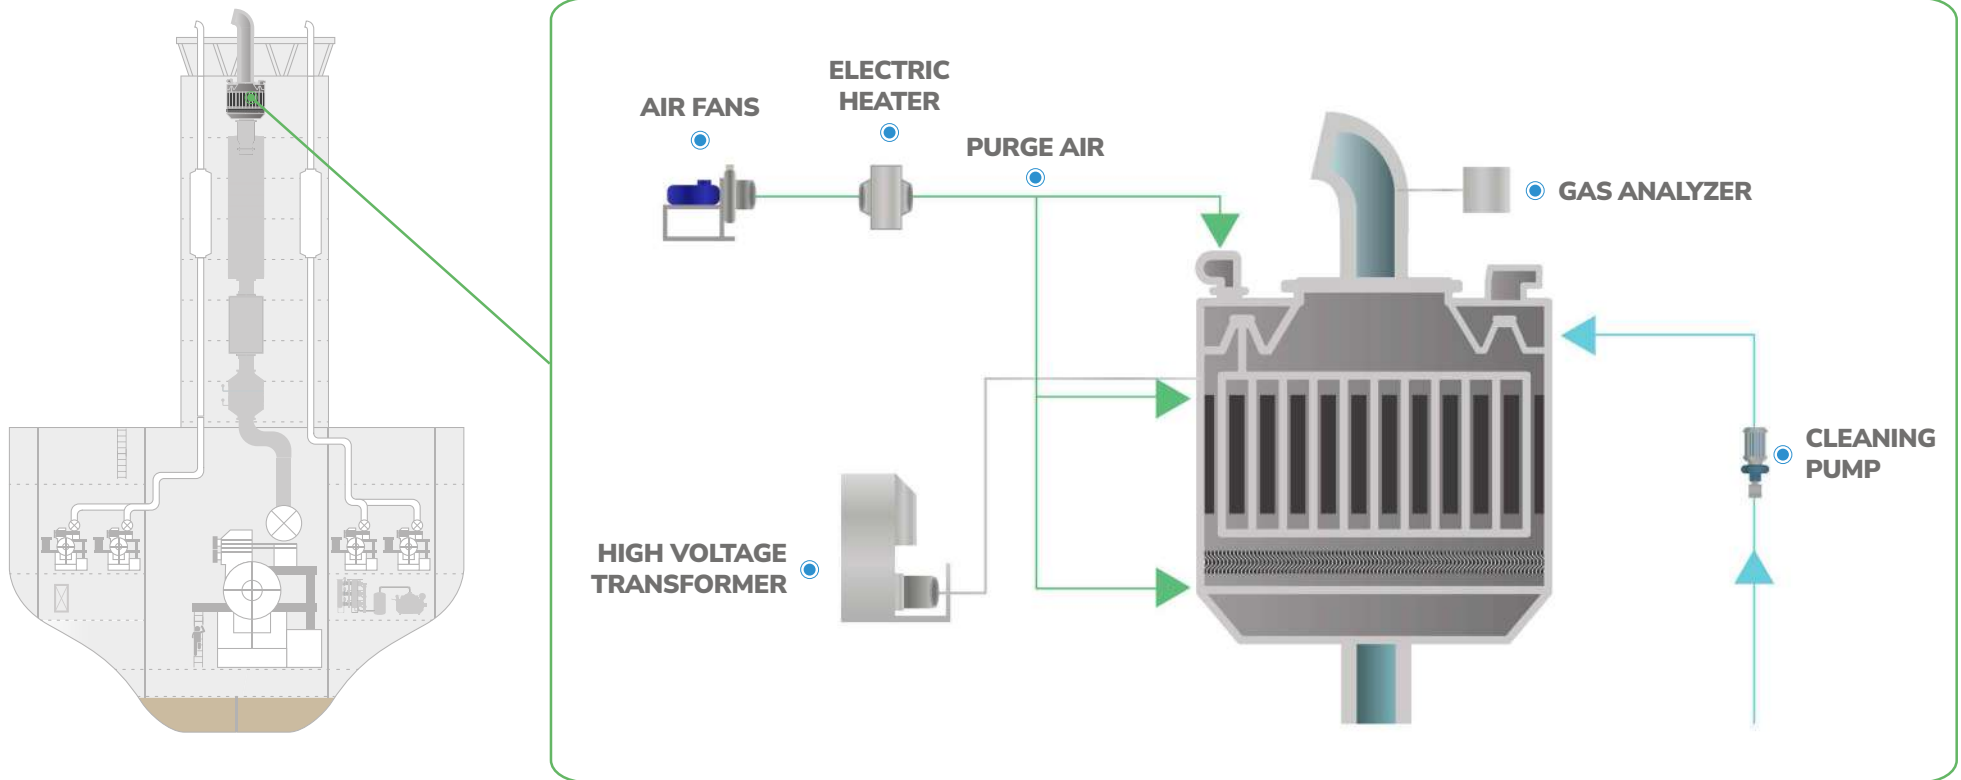 ELECTRIC
HEATER
AIR FANS
PURGE AIR
GAS ANALYZER
CLEANING
PUMP
HIGH VOLTAGE
TRANSFORMER